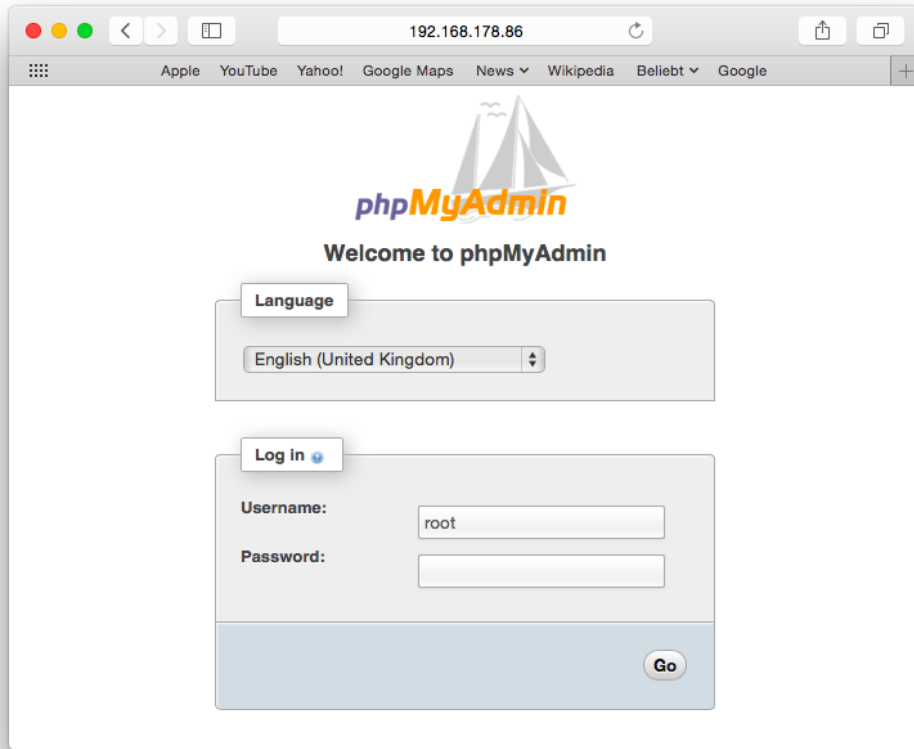 192.168.178.86
Apple YouTube Yahoo! Google Maps News Wikipedia Beliebt Google
phpMyAdmin
Welcome to phpMyAdmin
Language
English (United Kingdom)
Log in
Username:
root
Password:
Go